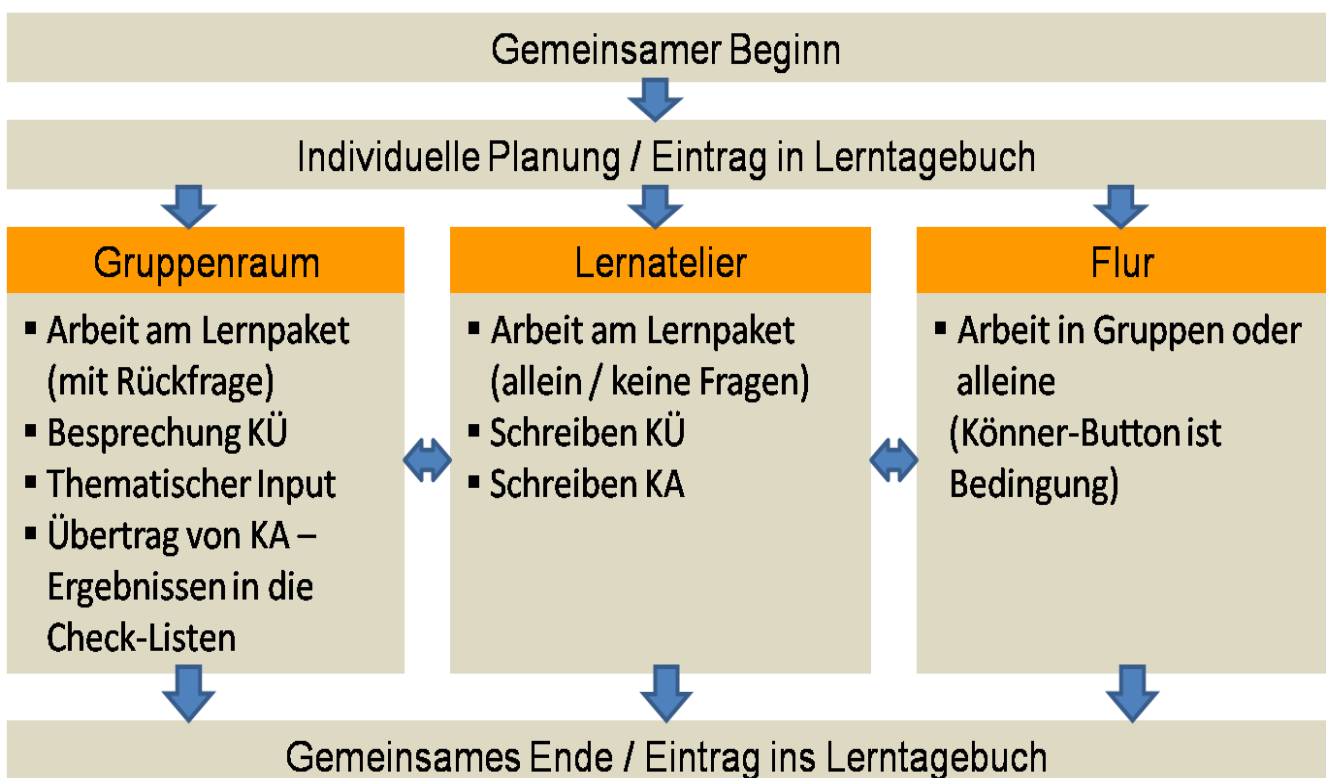 Gemeinsamer Beginn
Individuelle Planung / Eintrag in Lerntagebuch
Gruppenraum
▪ Arbeit am Lernpaket
(mit Rückfrage)
▪ Besprechung KÜ
▪ Thematischer Input
▪ Übertrag von KA –
Ergebnissen in die
Check-Listen
Lernatelier
▪ Arbeit am Lernpaket
(allein / keine Fragen)
▪ Schreiben KÜ
▪ Schreiben KA
Flur
▪ Arbeit in Gruppen oder
alleine
(Könner-Button ist
Bedingung)
Gemeinsames Ende / Eintrag ins Lerntagebuch